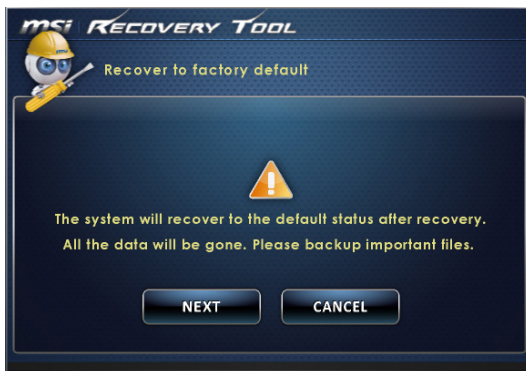 msi RECOVERY TOOL
Recover to factory default
The system will recover to the default status after recovery.
All the data will be gone. Please backup important files.
NEXT
CANCEL